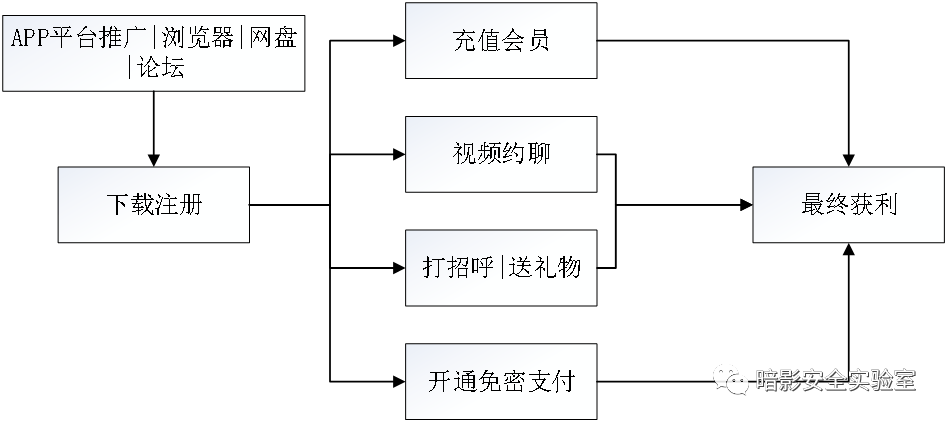 APP平台推广|浏览器|网盘
|论坛
充值会员
视频约聊
下载注册
最终获利
打招呼|送礼物
开通免密支付
暗影安全实验室